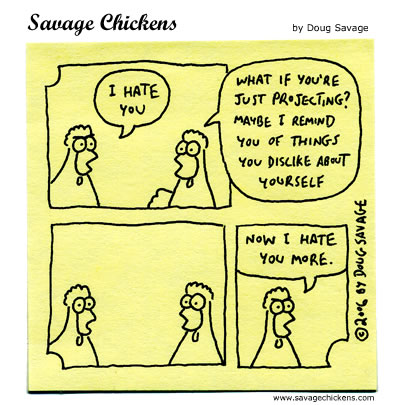 Savage Chickens
by Doug Savage
I HATE
YOU
WHAT IF YOU'RE
JUST PROJECTING?
MAYBE I REMIND
YOU OF THINGS
YOU DISLIKE ABOUT
YOURSELF
NOW I HATE
YOU MORE.
©2006 BY DOUG SAVAGE
www.savagechickens.com